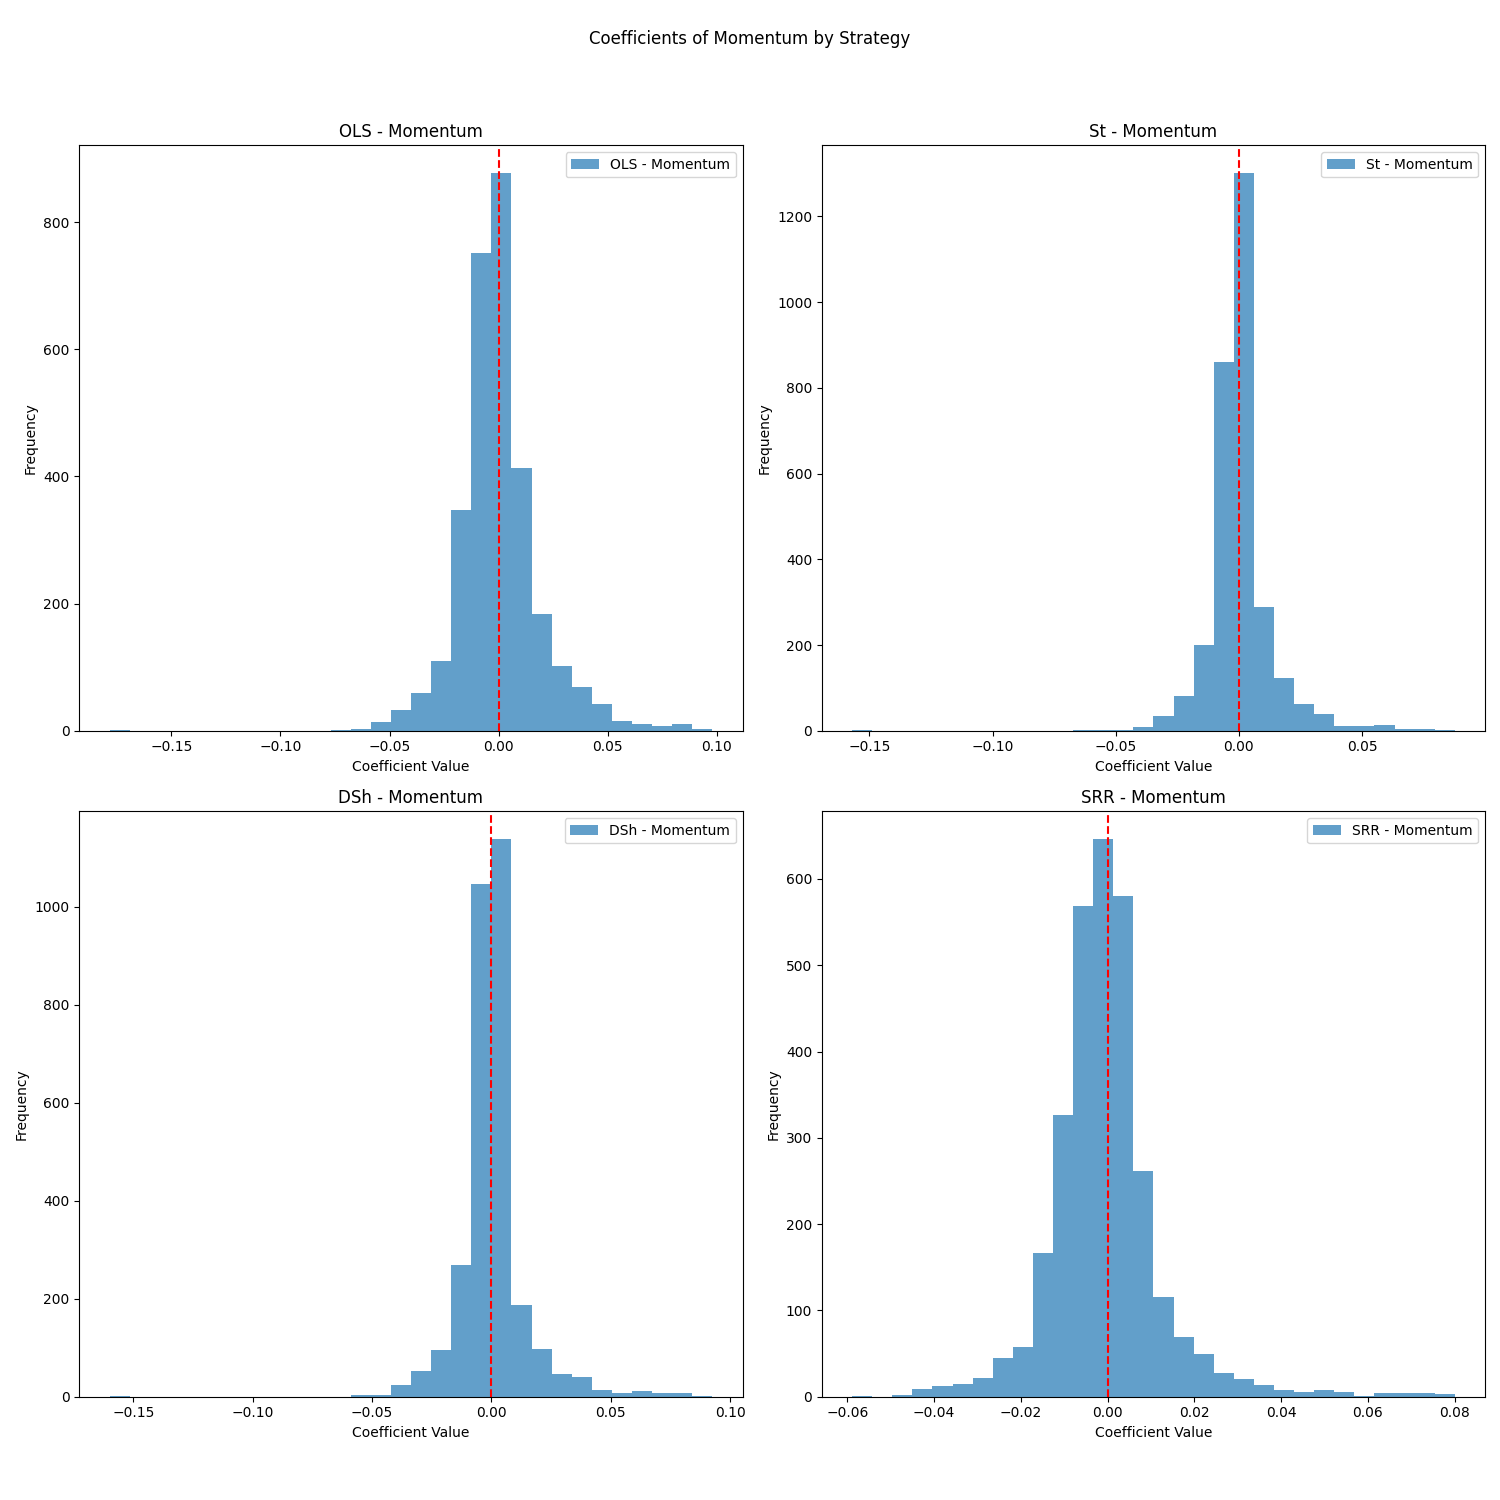 Coefficients of Momentum by Strategy
OLS - Momentum
OLS - Momentum
Frequency
800
600
400
200
0
−0.15 −0.10 −0.05 0.00 0.05 0.10
Coefficient Value
St - Momentum
St - Momentum
Frequency
1200
1000
800
600
400
200
0
−0.15 −0.10 −0.05 0.00 0.05
Coefficient Value
DSh - Momentum
DSh - Momentum
Frequency
1000
800
600
400
200
0
−0.15 −0.10 −0.05 0.00 0.05 0.10
Coefficient Value
SRR - Momentum
SRR - Momentum
Frequency
600
500
400
300
200
100
0
−0.06 −0.04 −0.02 0.00 0.02 0.04 0.06 0.08
Coefficient Value